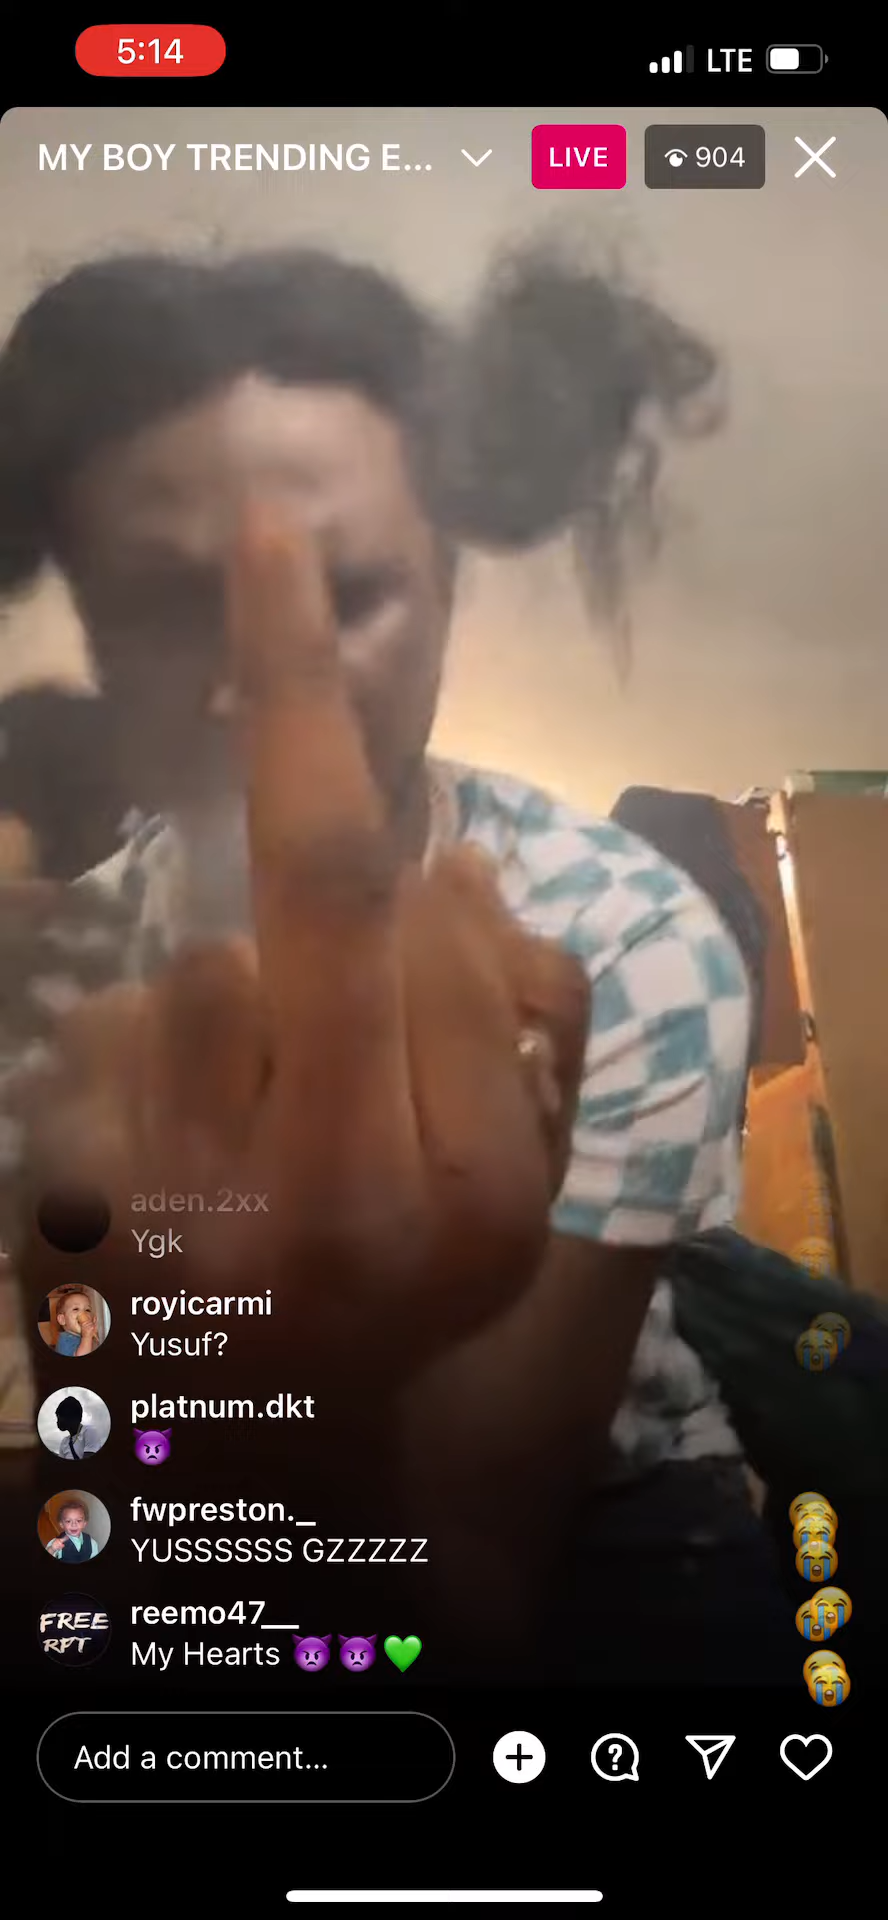 5:14
LTE
MY BOY TRENDING E...
LIVE
904
aden.2xx
Ygk
royicarmi
Yusuf?
platnum.dkt
😈
fwpreston._
YUSSSSSS GZZZZZ
FREE
RPT
reemo47__
My Hearts 😈😈💚
Add a comment...